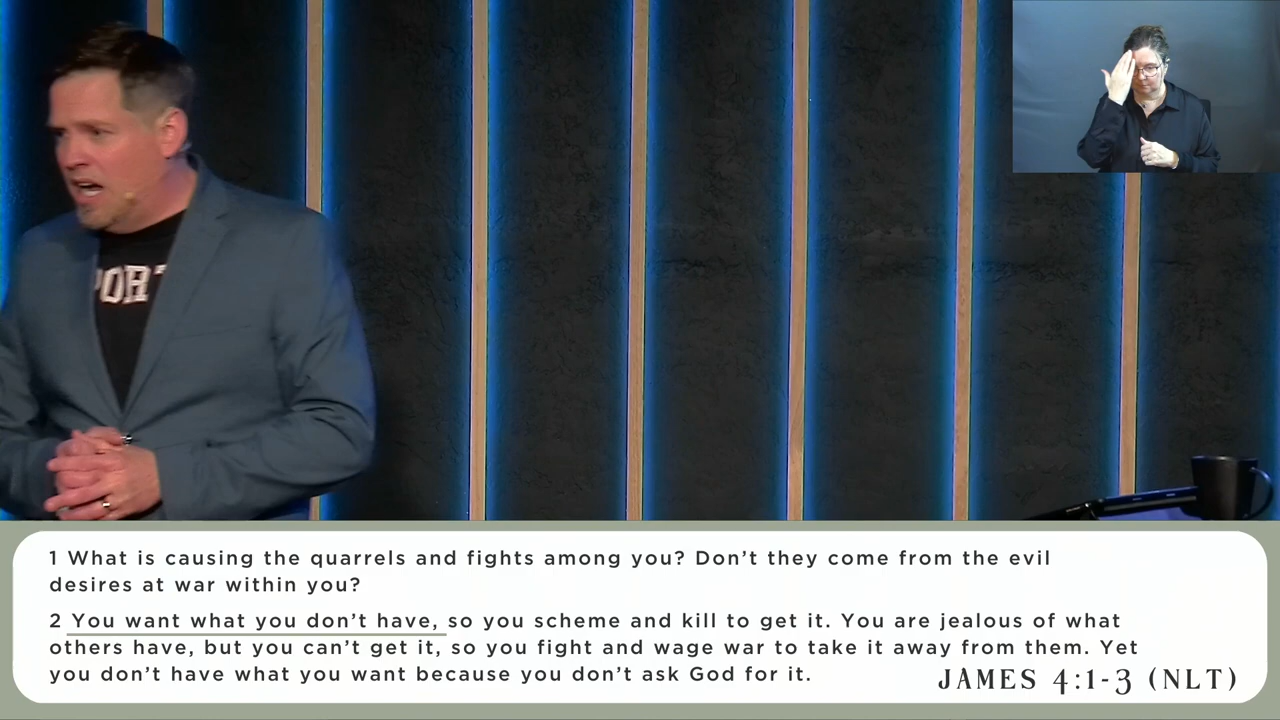 PORT
1 What is causing the quarrels and fights among you? Don’t they come from the evil
desires at war within you?
2 You want what you don’t have, so you scheme and kill to get it. You are jealous of what
others have, but you can’t get it, so you fight and wage war to take it away from them. Yet
you don’t have what you want because you don’t ask God for it.
JAMES 4:1-3 (NLT)